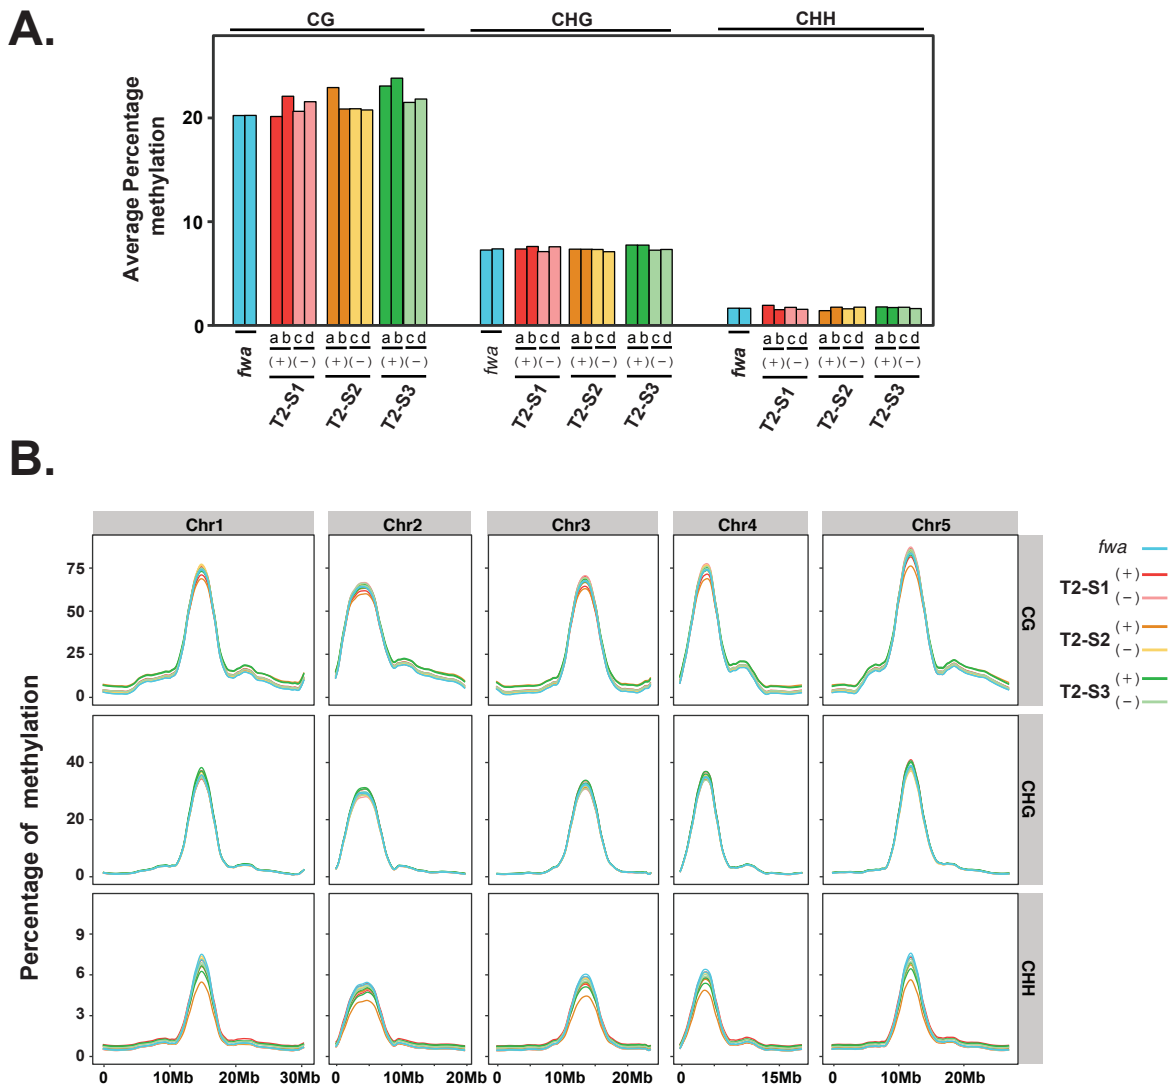 A.
CG CHG CHH
Average Percentage methylation
20
10
0
fwa a b c d (+) (-) T2-S1 a b c d (+) (-) T2-S2 a b c d (+) (-) T2-S3
fwa a b c d (+) (-) T2-S1 a b c d (+) (-) T2-S2 a b c d (+) (-) T2-S3
fwa a b c d (+) (-) T2-S1 a b c d (+) (-) T2-S2 a b c d (+) (-) T2-S3
B.
Chr1 Chr2 Chr3 Chr4 Chr5
Percentage of methylation
75
50
25
0
CG
40
20
0
CHG
9
6
3
0
CHH
0 10Mb 20Mb 30Mb 0 10Mb 20Mb 0 10Mb 20Mb 0 15Mb 0 10Mb 20Mb
fwa
T2-S1 (+)
(-)
T2-S2 (+)
(-)
T2-S3 (+)
(-)